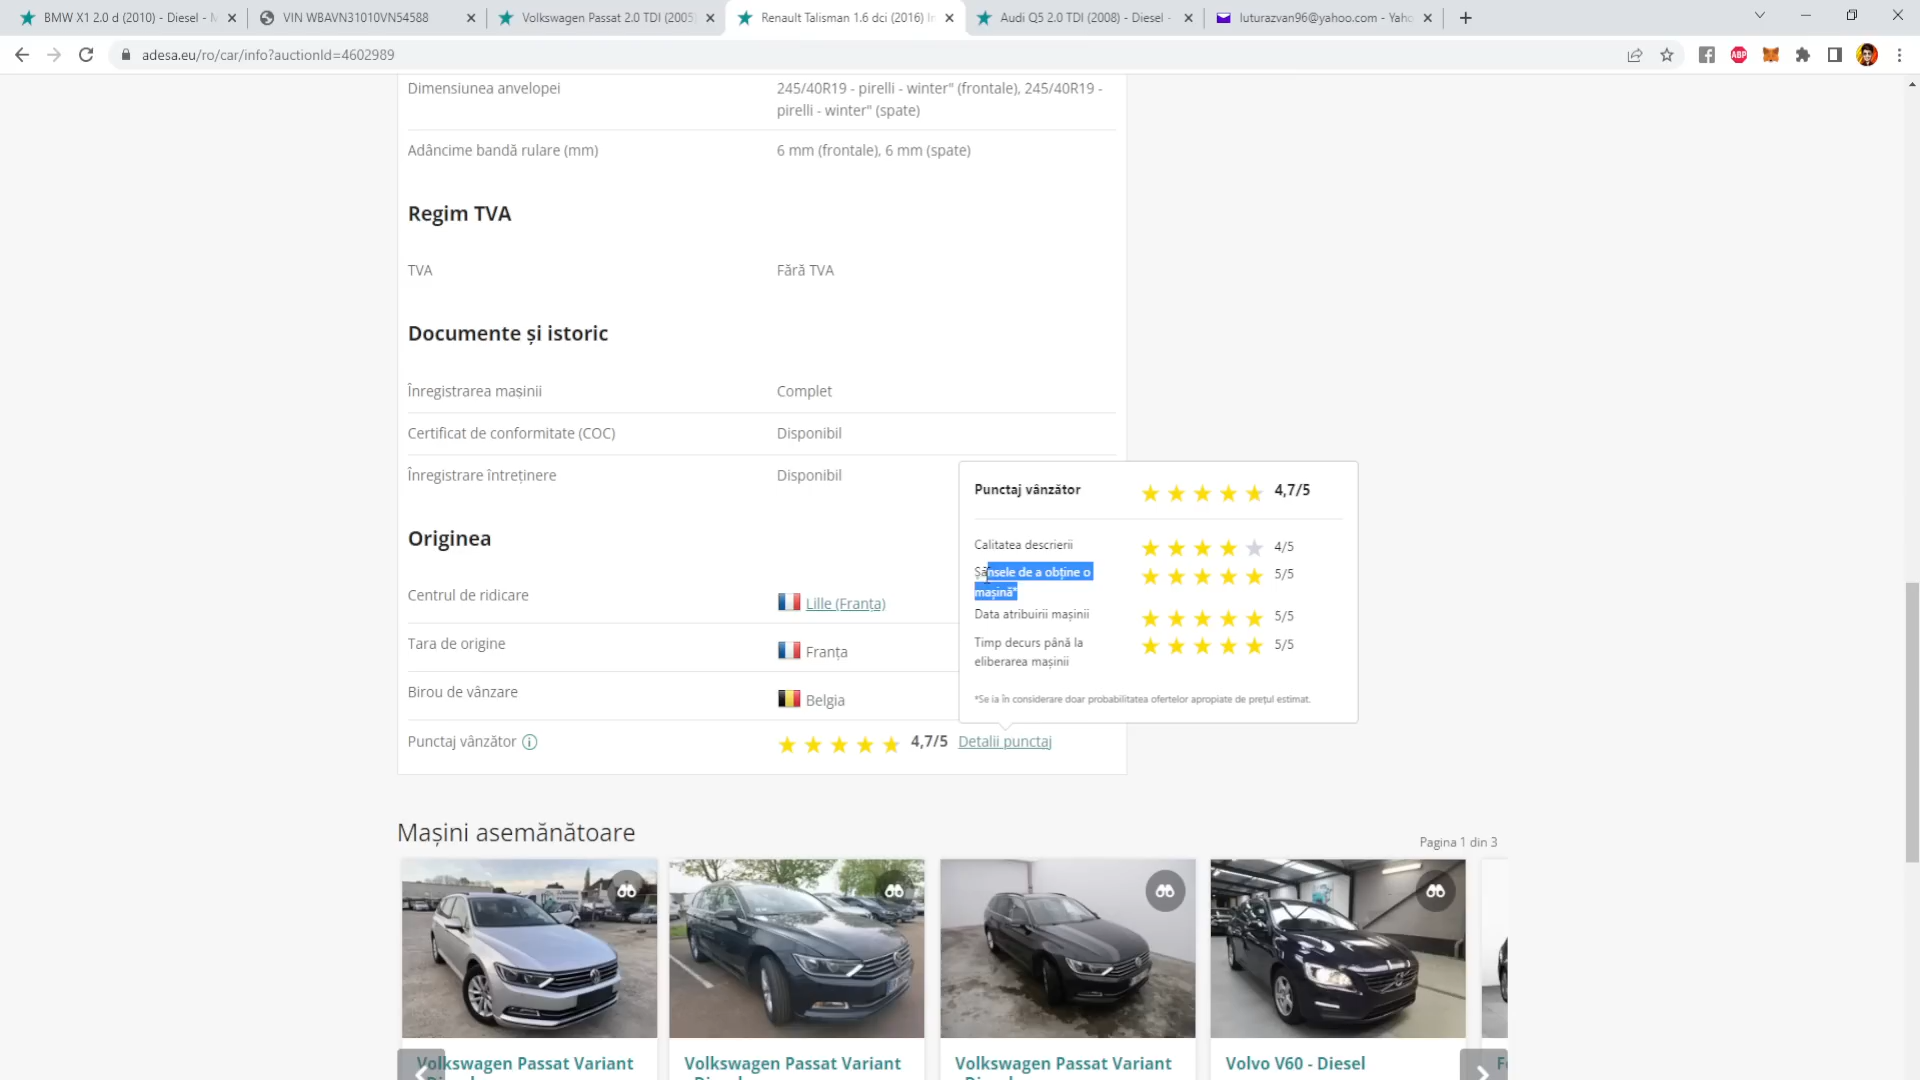 BMW X1 2.0 d (2010) - Diesel -
VIN WBAVN31010VN54588
Volkswagen Passat 2.0 TDI (2005)
Renault Talisman 1.6 dci (2016)
Audi Q5 2.0 TDI (2008) - Diesel -
luturazvan96@yahoo.com - Yah
adesa.eu/ro/car/info?auctionId=4602989
ABP
Dimensiunea anvelopei
245/40R19 - pirelli - winter" (frontale), 245/40R19 -
pirelli - winter" (spate)
Adâncime bandă rulare (mm)
6 mm (frontale), 6 mm (spate)
Regim TVA
TVA
Fără TVA
Documente și istoric
Înregistrarea mașinii
Complet
Certificat de conformitate (COC)
Disponibil
Înregistrare întreținere
Disponibil
Originea
Centrul de ridicare
Lille (Franța)
Tara de origine
Franța
Birou de vânzare
Belgia
Punctaj vânzător
4,7/5
Detalii punctaj
Punctaj vânzător
4,7/5
Calitatea descrierii
4/5
Șansele de a obține o
mașină*
5/5
Data atribuirii mașinii
5/5
Timp decurs până la
eliberarea mașinii
5/5
*Se ia în considerare doar probabilitatea ofertelor apropiate de prețul estimat.
Mașini asemănătoare
Pagina 1 din 3
Volkswagen Passat Variant
Volkswagen Passat Variant
Volkswagen Passat Variant
Volvo V60 - Diesel